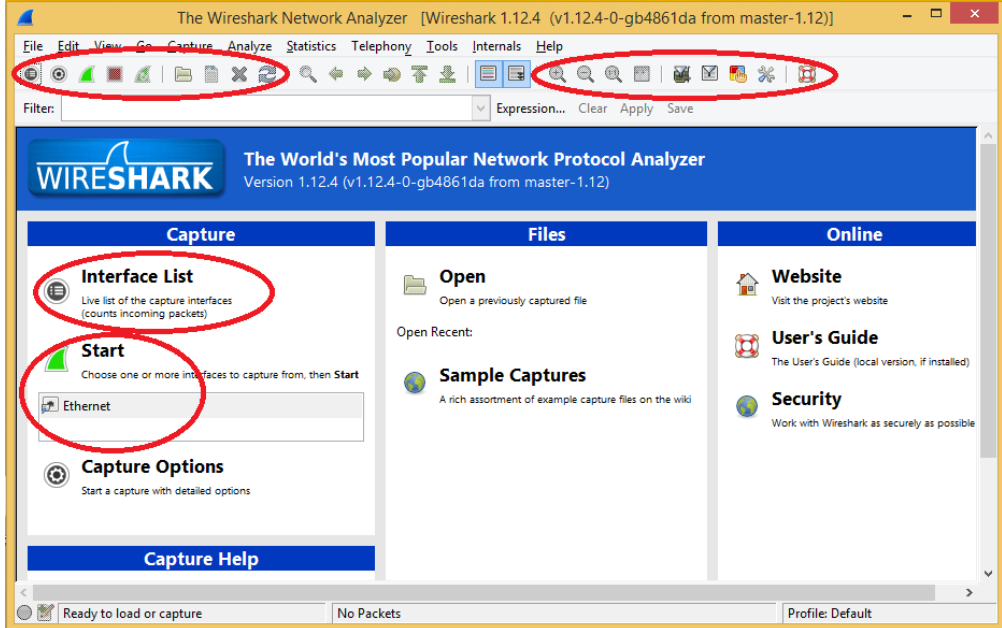 The Wireshark Network Analyzer [Wireshark 1.12.4 (v1.12.4-0-gb4861da from master-1.12)]
File Edit View Go Capture Analyze Statistics Telephony Tools Internals Help
Filter: Expression... Clear Apply Save
WIRESHARK
The World's Most Popular Network Protocol Analyzer
Version 1.12.4 (v1.12.4-0-gb4861da from master-1.12)
Capture
Interface List
Live list of the capture interfaces
(counts incoming packets)
Start
Choose one or more interfaces to capture from, then Start
Ethernet
Capture Options
Start a capture with detailed options
Capture Help
Files
Open
Open a previously captured file
Open Recent:
Sample Captures
A rich assortment of example capture files on the wiki
Online
Website
Visit the project's website
User's Guide
The User's Guide (local version, if installed)
Security
Work with Wireshark as securely as possible
Ready to load or capture
No Packets
Profile: Default